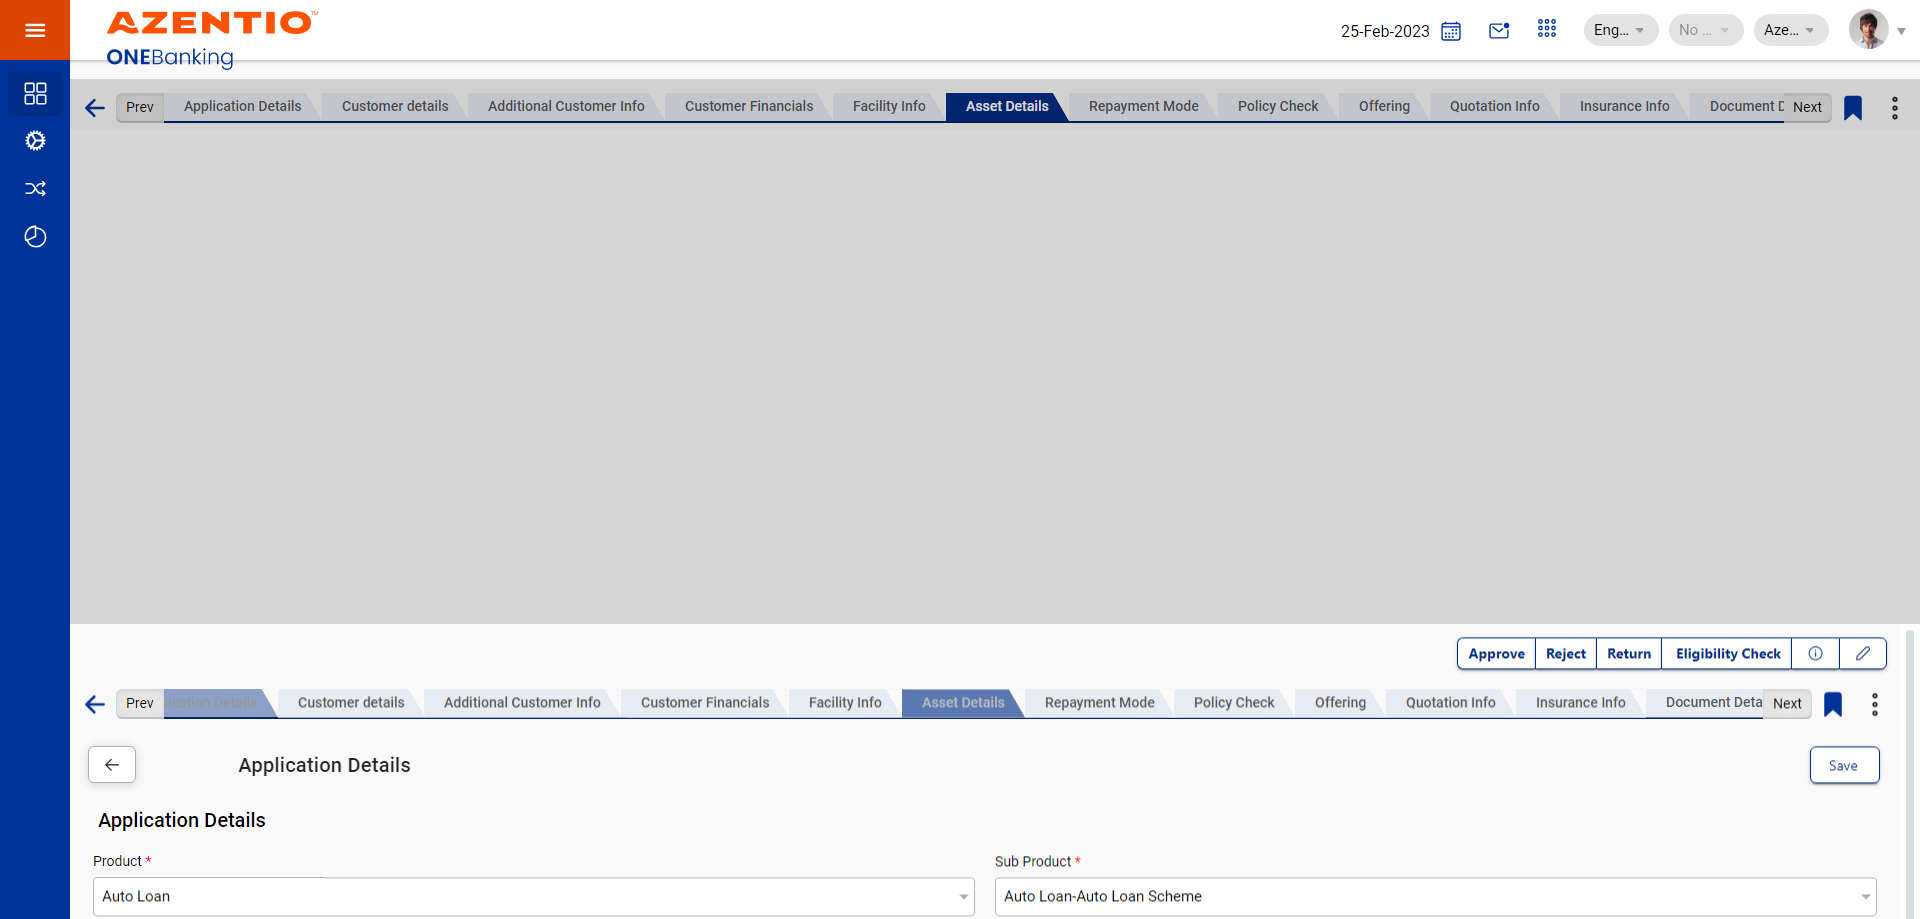 AZENTIO™
ONEBanking
25-Feb-2023
Eng...
No ...
Aze...
Prev
Application Details
Customer details
Additional Customer Info
Customer Financials
Facility Info
Asset Details
Repayment Mode
Policy Check
Offering
Quotation Info
Insurance Info
Document D
Next
Approve
Reject
Return
Eligibility Check
Prev
lication Details
Customer details
Additional Customer Info
Customer Financials
Facility Info
Asset Details
Repayment Mode
Policy Check
Offering
Quotation Info
Insurance Info
Document Deta
Next
Application Details
Save
Application Details
Product *
Sub Product *
Auto Loan
Auto Loan-Auto Loan Scheme